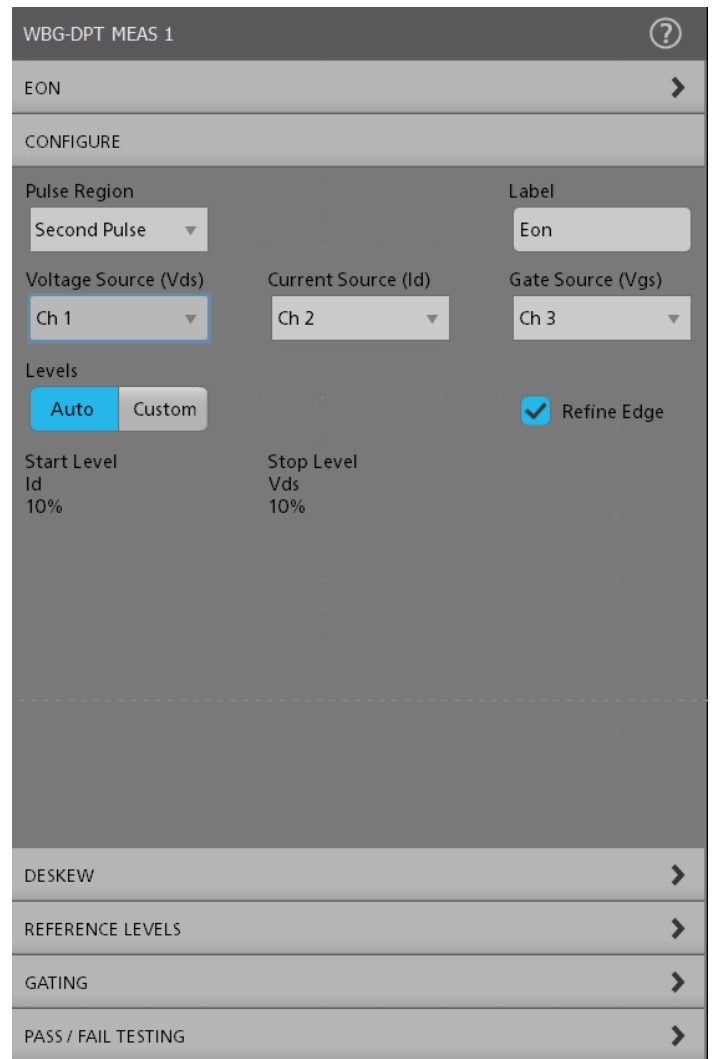 WBG-DPT MEAS 1 ?
EON
CONFIGURE
Pulse Region Label
Second Pulse Eon
Voltage Source (Vds) Current Source (Id) Gate Source (Vgs)
Ch 1 Ch 2 Ch 3
Levels
Auto Custom Refine Edge
Start Level Stop Level
Id Vds
10% 10%
DESKEW
REFERENCE LEVELS
GATING
PASS / FAIL TESTING